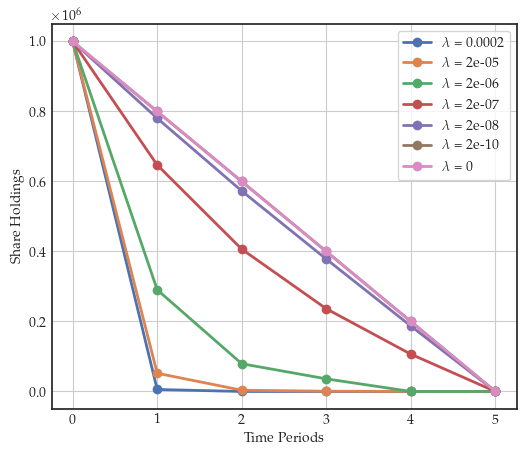 ×10⁶
1.0
0.8
0.6
0.4
0.2
0.0
Share Holdings
0 1 2 3 4 5
Time Periods
λ = 0.0002
λ = 2e-05
λ = 2e-06
λ = 2e-07
λ = 2e-08
λ = 2e-10
λ = 0